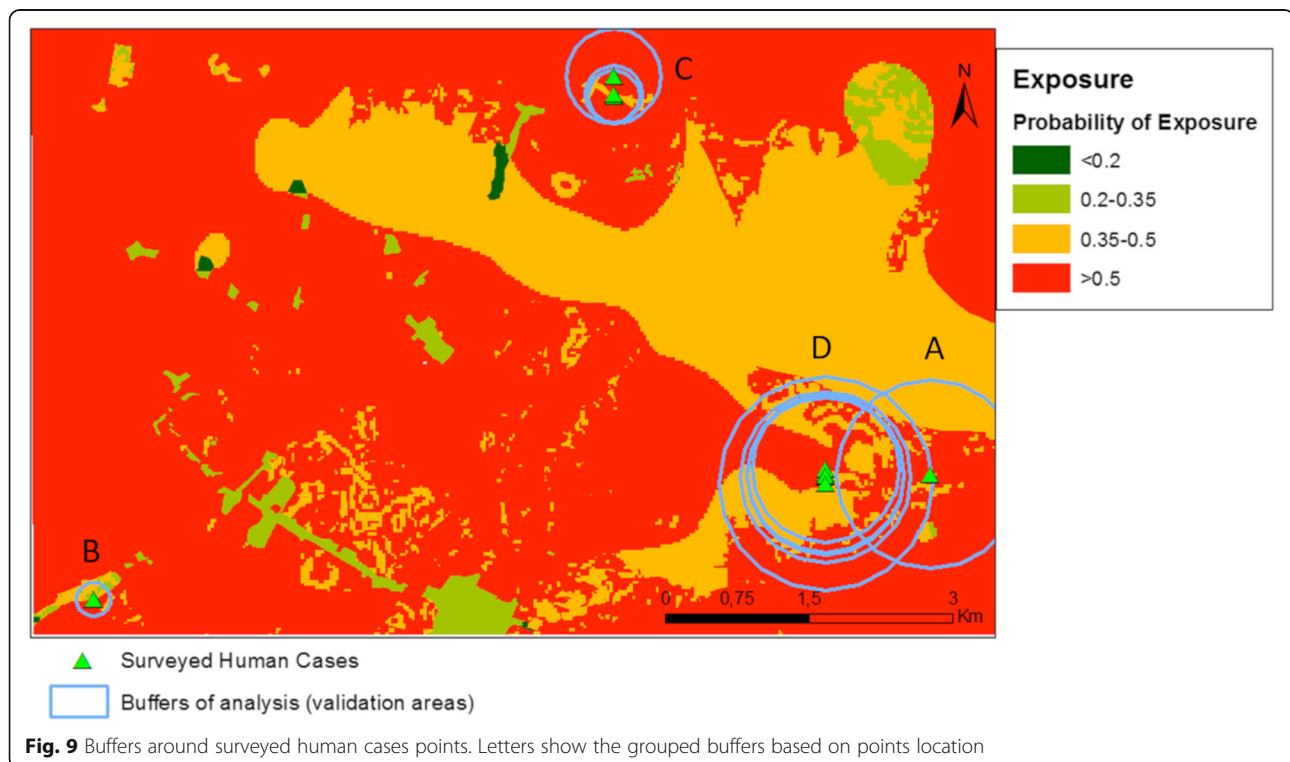 C
N
D
A
B
0 0,75 1,5 3
Km
Exposure
Probability of Exposure
<0.2
0.2-0.35
0.35-0.5
>0.5
Surveyed Human Cases
Buffers of analysis (validation areas)
Fig. 9 Buffers around surveyed human cases points. Letters show the grouped buffers based on points location